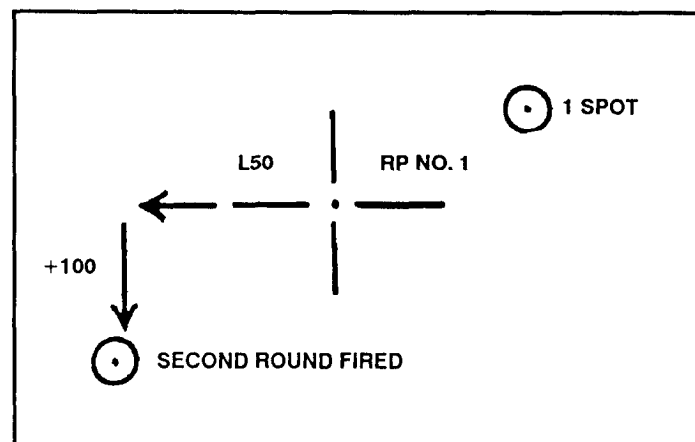 1 SPOT
L50
RP NO. 1
+100
SECOND ROUND FIRED